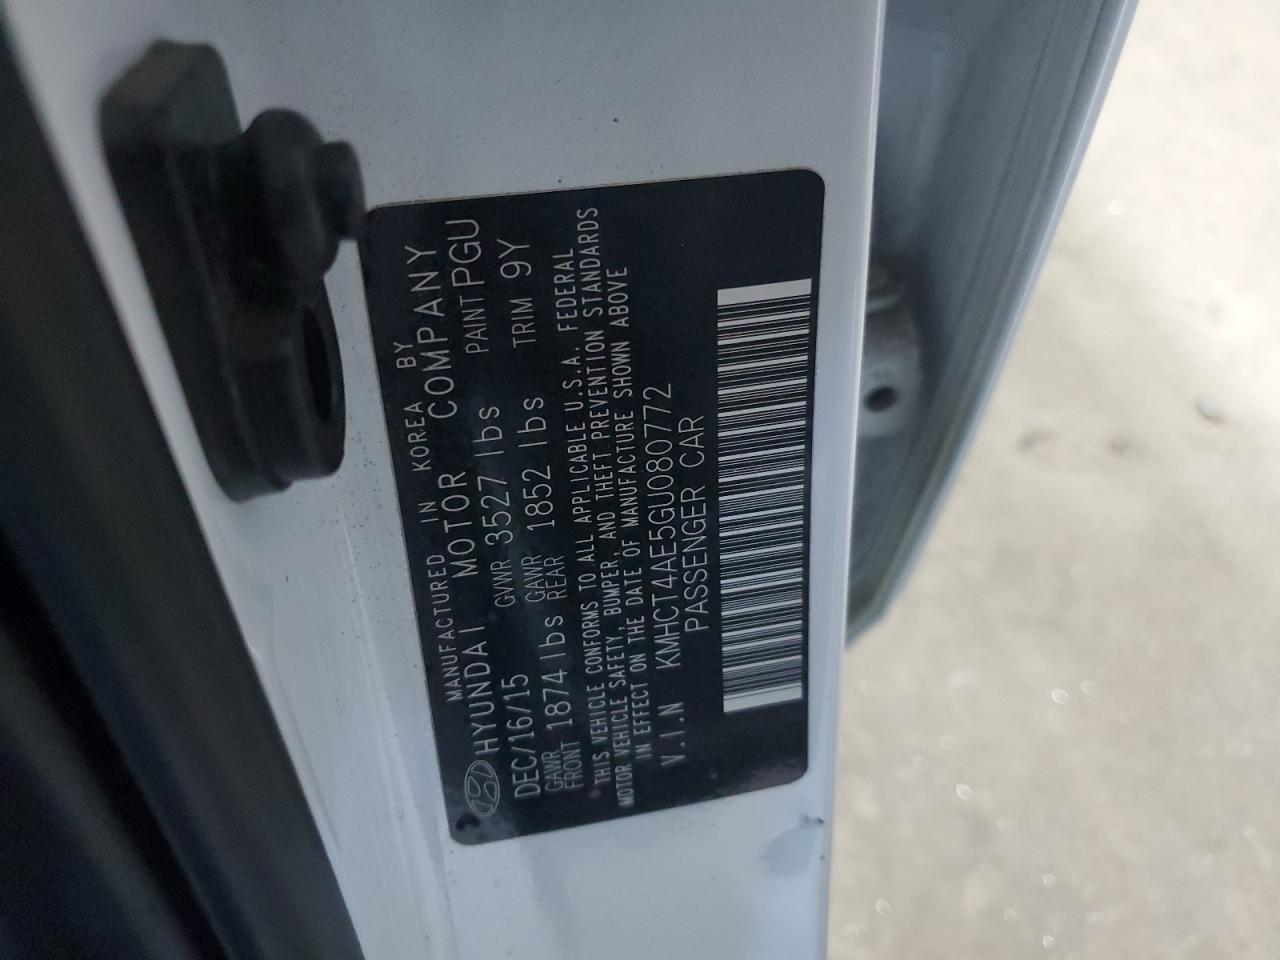 MANUFACTURED IN KOREA BY
HYUNDAI MOTOR COMPANY
DEC/16/15 GVWR 3527 lbs PAINT PGU
GAWR FRONT 1874 lbs GAWR REAR 1852 lbs TRIM 9Y
THIS VEHICLE CONFORMS TO ALL APPLICABLE U.S.A. FEDERAL
MOTOR VEHICLE SAFETY, BUMPER, AND THEFT PREVENTION STANDARDS
IN EFFECT ON THE DATE OF MANUFACTURE SHOWN ABOVE
V.I.N KMHCT4AE5GU080772
PASSENGER CAR